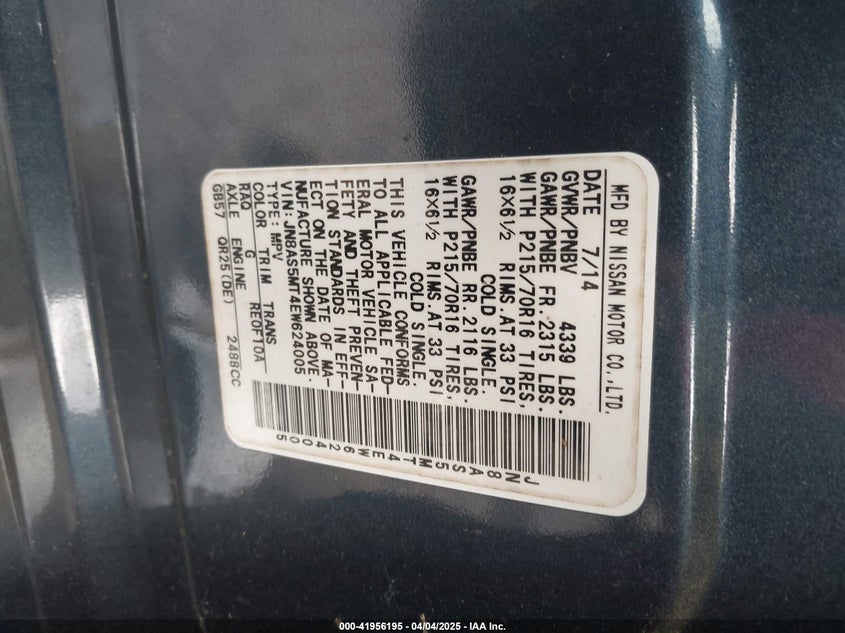 MFD BY NISSAN MOTOR CO.,LTD.
DATE 7/14
GVWR/PNBV 4339 LBS.
GAWR/PNBE FR. 2315 LBS.
WITH P215/70R16 TIRES,
16X6½ RIMS.AT 33 PSI
COLD SINGLE.
GAWR/PNBE RR. 2116 LBS.
WITH P215/70R16 TIRES,
16X6½ RIMS.AT 33 PSI
COLD SINGLE.
THIS VEHICLE CONFORMS
TO ALL APPLICABLE FED-
ERAL MOTOR VEHICLE SA-
FETY AND THEFT PREVEN-
TION STANDARDS IN EFF-
ECT ON THE DATE OF MA-
NUFACTURE SHOWN ABOVE.
VIN: JN8AS5MT4EW624005
TYPE: MPV
COLOR TRIM TRANS
RAQ G RE0F10A
AXLE ENGINE
GB57 QR25(DE) 2488CC
JN8AS5MT4EW624005
000-41956195 - 04/04/2025 - IAA Inc.